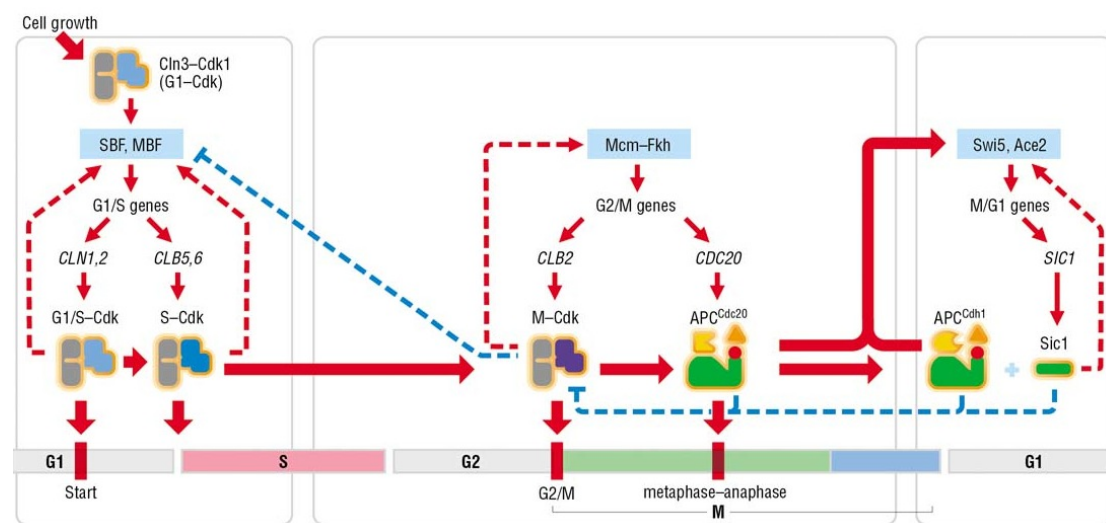 Cell growth
Cln3–Cdk1
(G1–Cdk)
SBF, MBF
G1/S genes
CLN1,2
CLB5,6
G1/S–Cdk
S–Cdk
Mcm–Fkh
G2/M genes
CLB2
CDC20
M–Cdk
APCCdc20
Swi5, Ace2
M/G1 genes
SIC1
APCCdh1
Sic1
+
G1
S
G2
G1
Start
G2/M
metaphase–anaphase
M